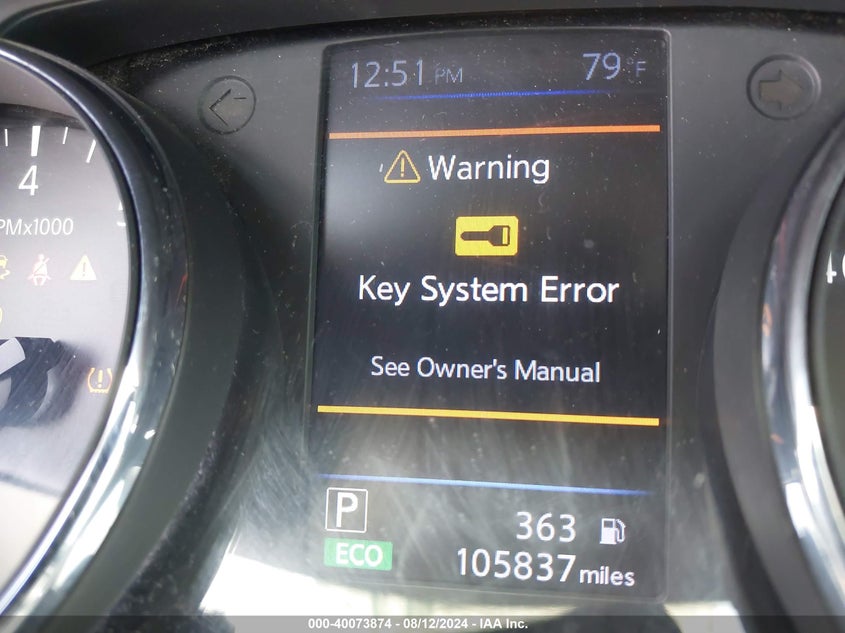 12:51 PM 79°F
4
Warning
PMx1000
Key System Error
See Owner's Manual
P
363
ECO
105837 miles
000-40073874 - 08/12/2024 - IAA Inc.